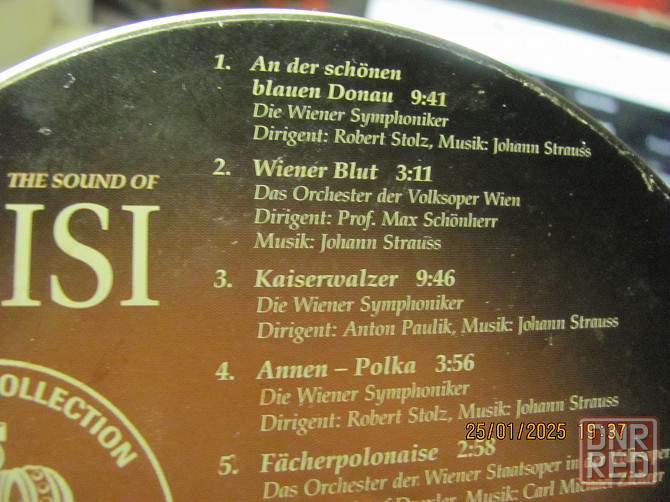 THE SOUND OF
ISI
OLLECTION
1. An der schönen
blauen Donau 9:41
Die Wiener Symphoniker
Dirigent: Robert Stolz, Musik: Johann Strauss
2. Wiener Blut 3:11
Das Orchester der Volksoper Wien
Dirigent: Prof. Max Schönherr
Musik: Johann Strauss
3. Kaiserwalzer 9:46
Die Wiener Symphoniker
Dirigent: Anton Paulik, Musik: Johann Strauss
4. Annen – Polka 3:56
Die Wiener Symphoniker
Dirigent: Robert Stolz, Musik: Johann Strauss
5. Fächerpolonaise 2:58
Das Orchester der Wiener Staatsoper in der
Musik: Carl
25/01/2025 19:37
DNR
RED